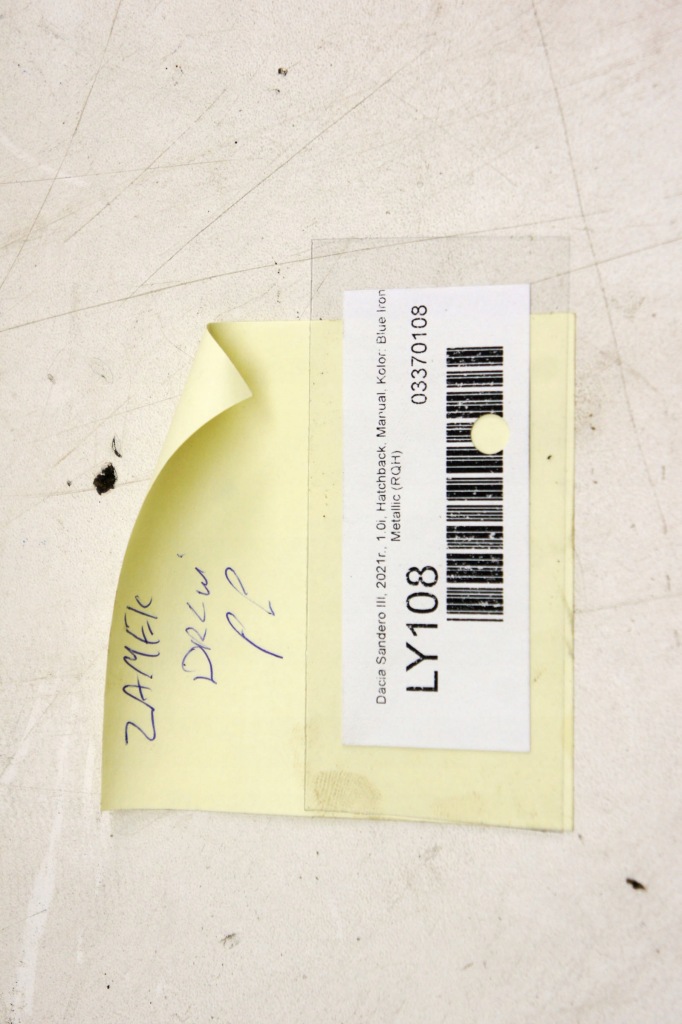 ZAMEK
DRZWI
PP
Dacia Sandero III, 2021r., 1.0i, Hatchback, Manual, Kolor: Blue Iron
Metallic (RQH)
LY108 03370108